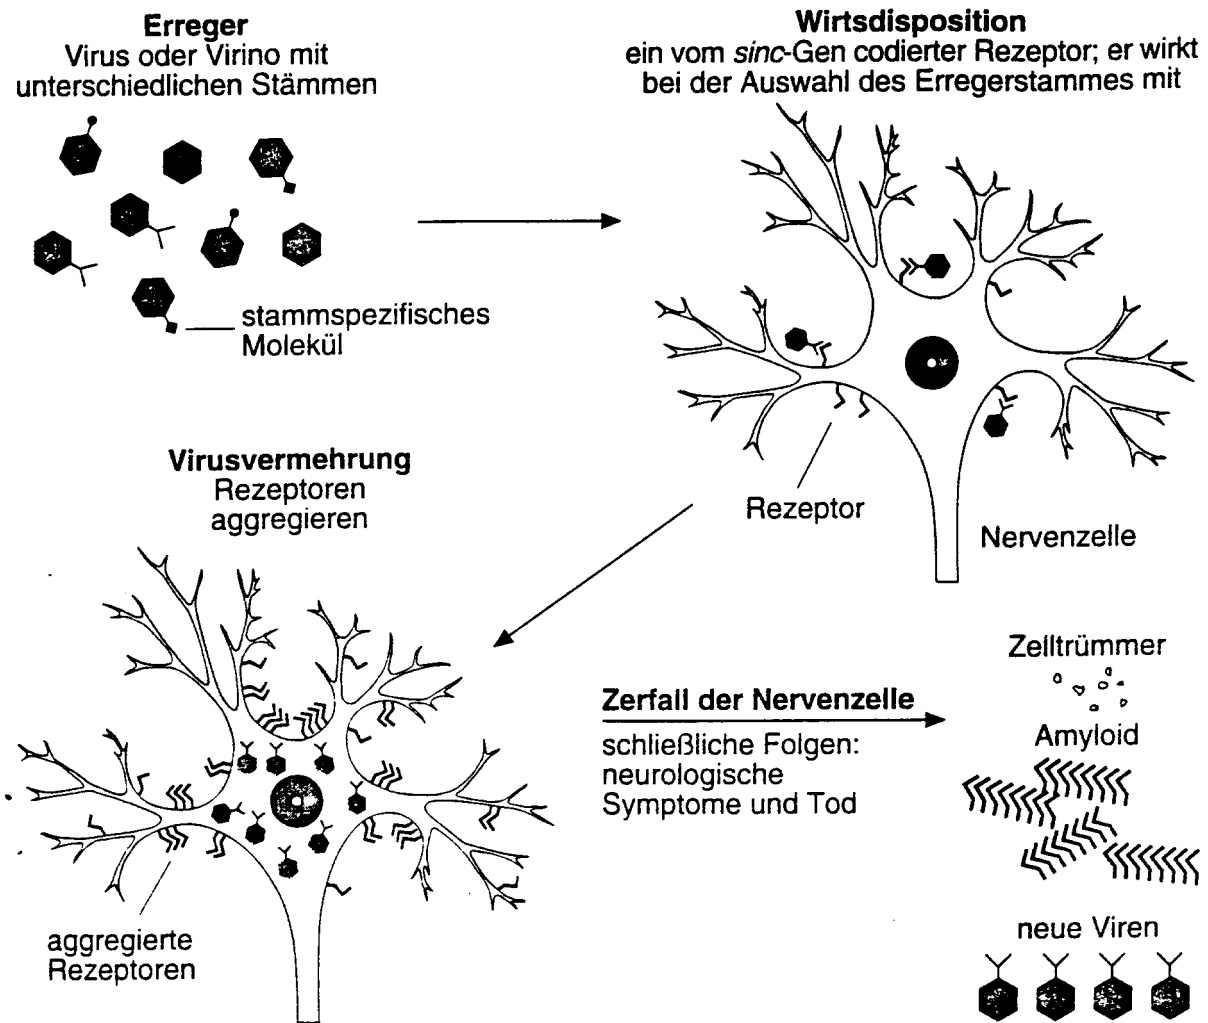 Erreger
Virus oder Virino mit
unterschiedlichen Stämmen
stammspezifisches
Molekül
Wirtsdisposition
ein vom sinc-Gen codierter Rezeptor; er wirkt
bei der Auswahl des Erregerstammes mit
Rezeptor
Nervenzelle
Virusvermehrung
Rezeptoren
aggregieren
aggregierte
Rezeptoren
Zerfall der Nervenzelle
schließliche Folgen:
neurologische
Symptome und Tod
Zelltrümmer
Amyloid
neue Viren